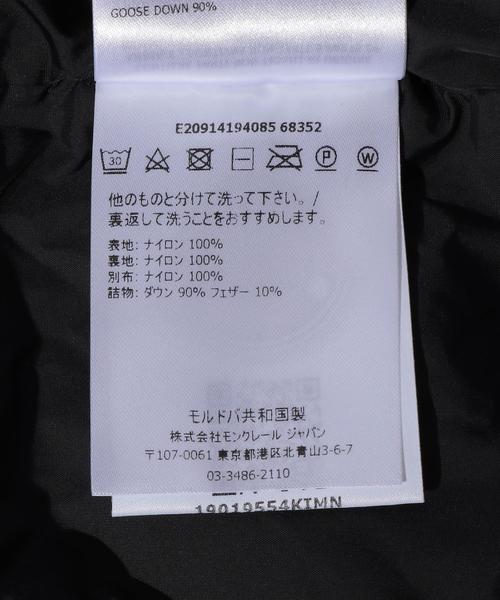 GOOSE DOWN 90%
E20914194085 68352
30
P
W
他のものと分けて洗って下さい。/
裏返して洗うことをおすすめします。
表地: ナイロン 100%
裏地: ナイロン 100%
別布: ナイロン 100%
詰物: ダウン 90% フェザー 10%
モルドバ共和国製
株式会社モンクレール ジャパン
〒107-0061 東京都港区北青山3-6-7
03-3486-2110
19019554KIMN